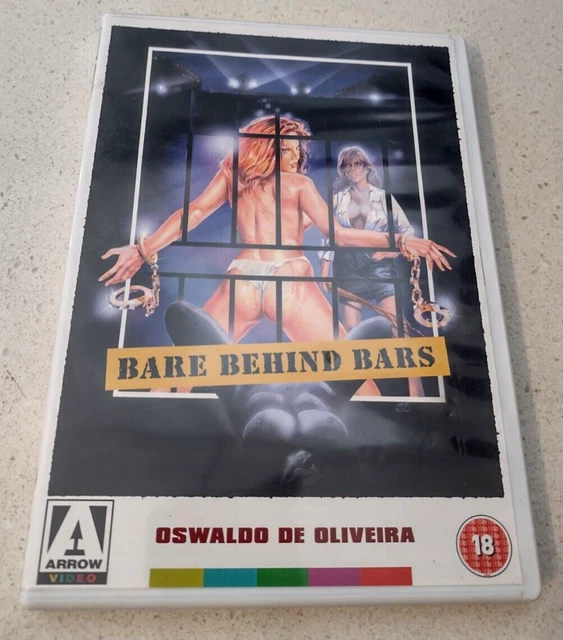 BARE BEHIND BARS
OSWALDO DE OLIVEIRA
A
ARROW
VIDEO
18